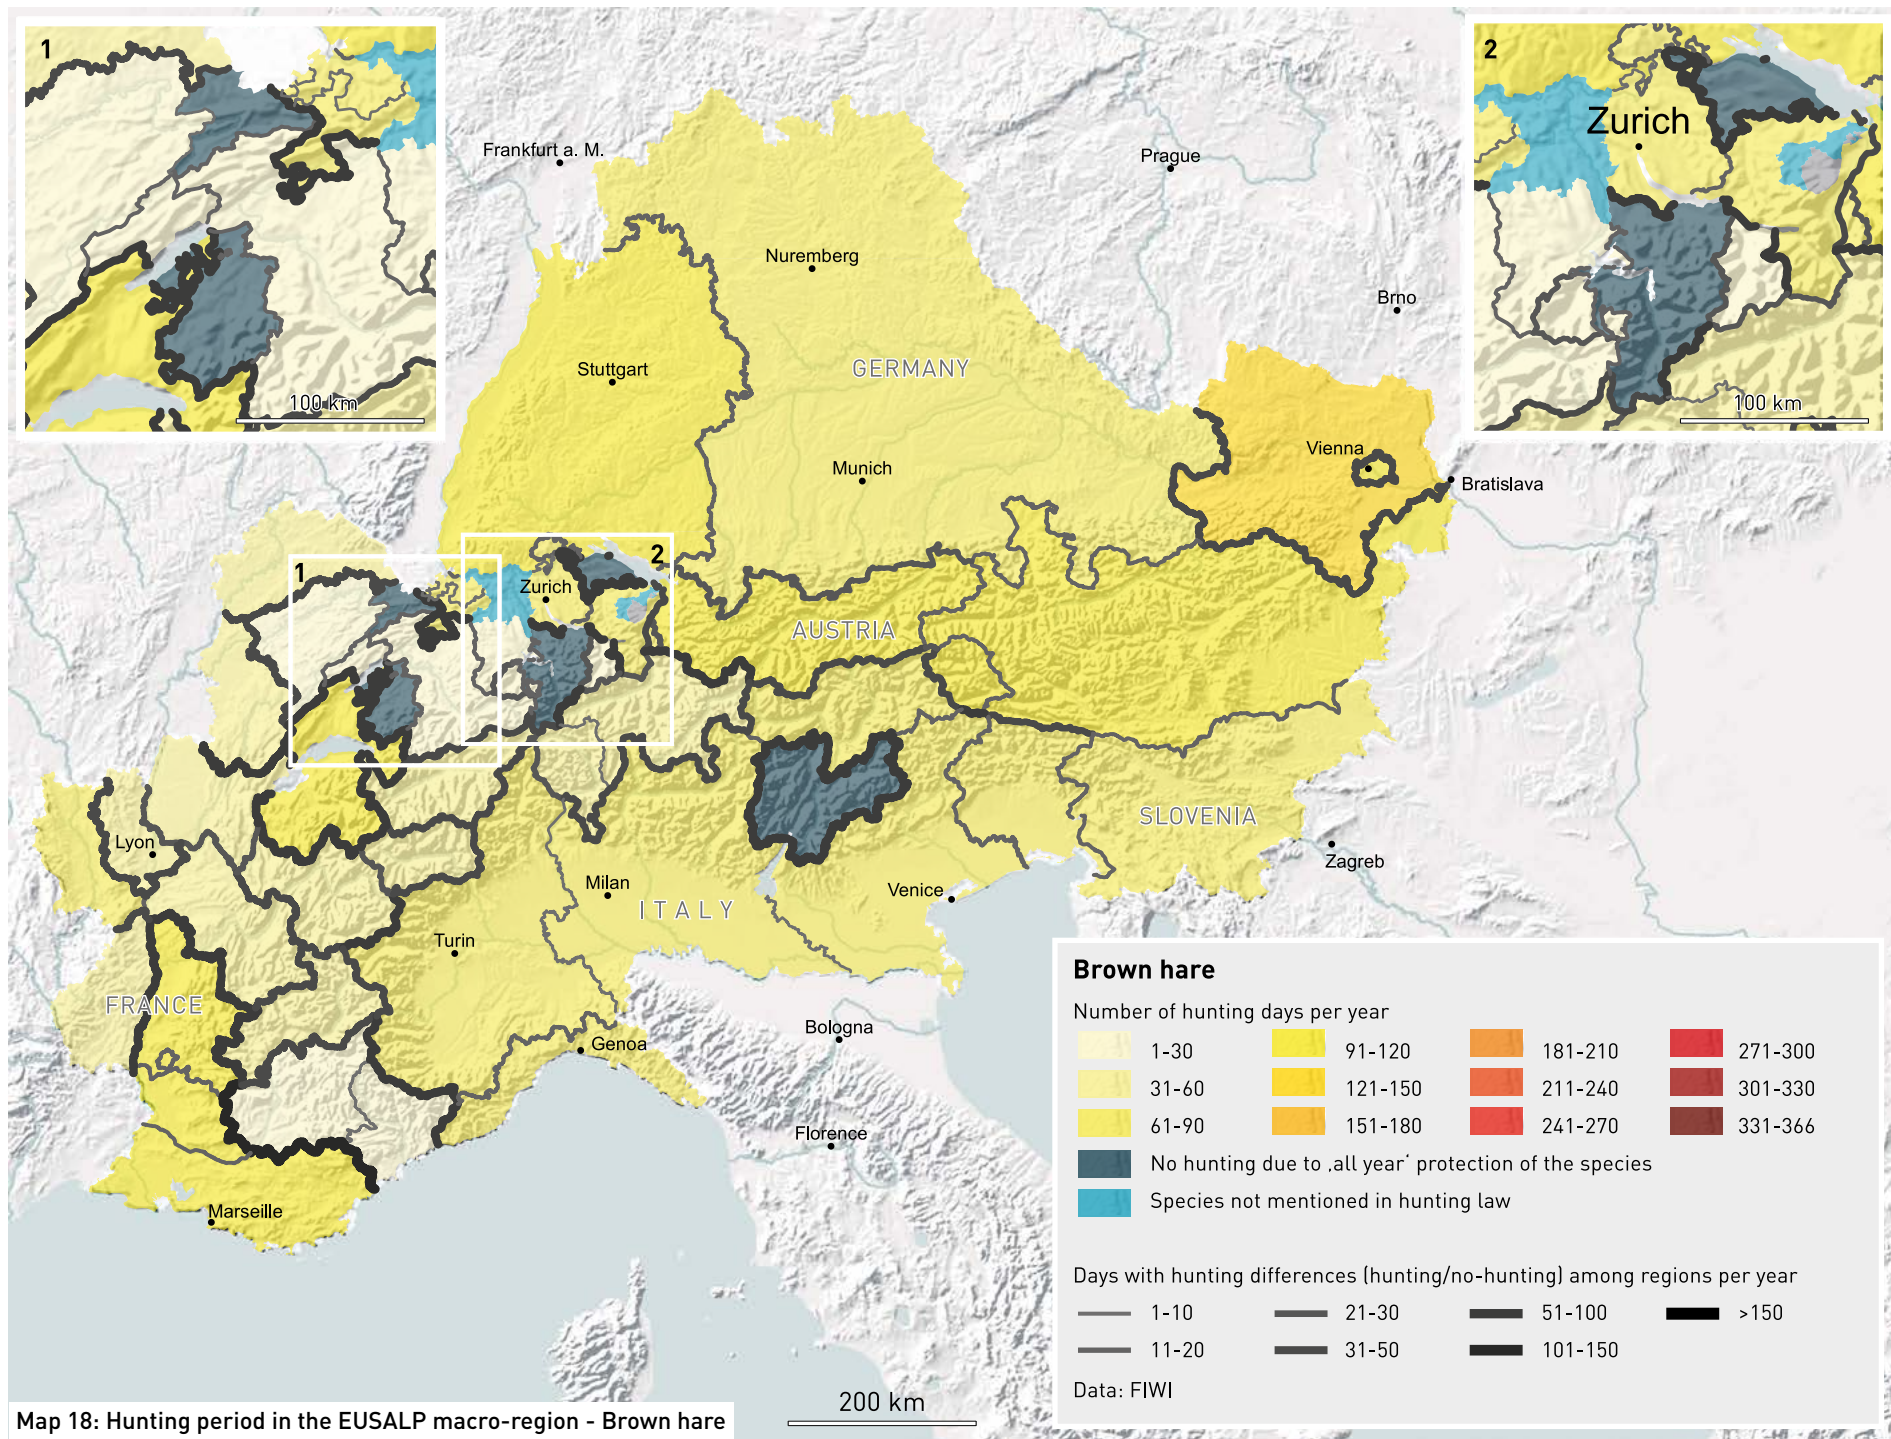 1
100 km
2
Zurich
100 km
Frankfurt a. M.
Prague
Nuremberg
Brno
Stuttgart
GERMANY
Vienna
Munich
Bratislava
1
2
Zurich
AUSTRIA
SLOVENIA
Lyon
Zagreb
Milan
Venice
ITALY
Turin
FRANCE
Bologna
Genoa
Florence
Marseille
Brown hare
Number of hunting days per year
1-30 91-120 181-210 271-300
31-60 121-150 211-240 301-330
61-90 151-180 241-270 331-366
No hunting due to ‚all year‘ protection of the species
Species not mentioned in hunting law
Days with hunting differences (hunting/no-hunting) among regions per year
1-10 21-30 51-100 >150
11-20 31-50 101-150
Data: FIWI
200 km
Map 18: Hunting period in the EUSALP macro-region - Brown hare